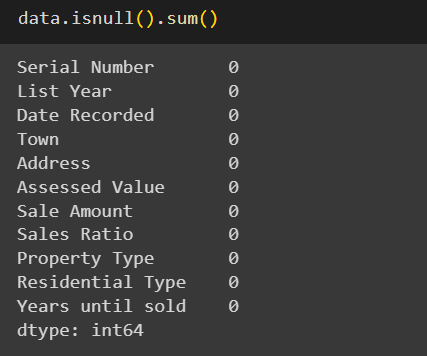 data.isnull().sum()
Serial Number 0
List Year 0
Date Recorded 0
Town 0
Address 0
Assessed Value 0
Sale Amount 0
Sales Ratio 0
Property Type 0
Residential Type 0
Years until sold 0
dtype: int64